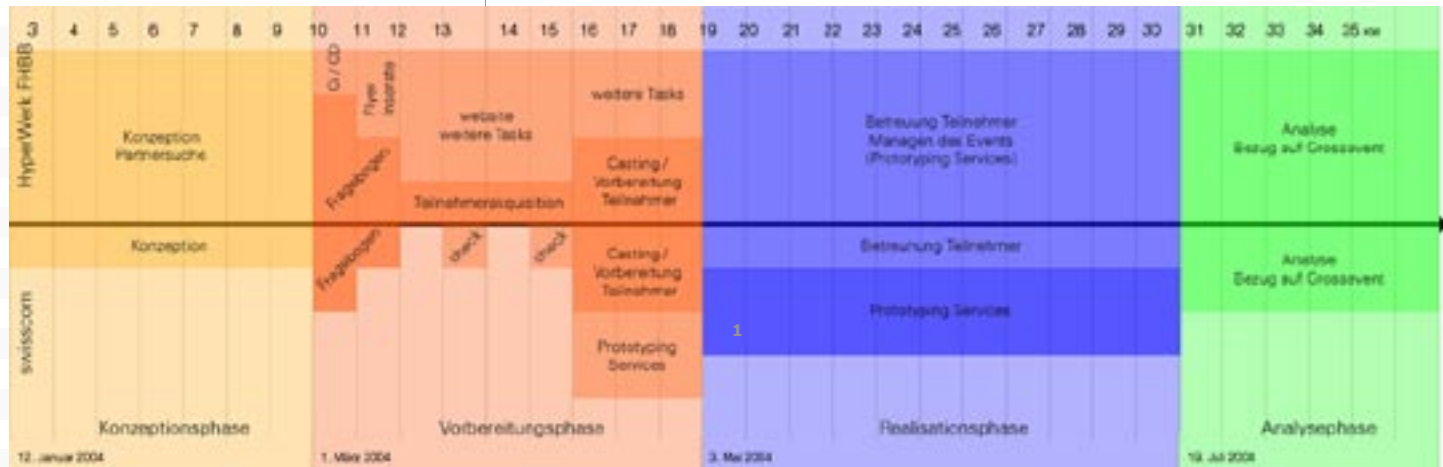 3 4 5 6 7 8 9 10 11 12 13 14 15 16 17 18 19 20 21 22 23 24 25 26 27 28 29 30 31 32 33 34 35 KW
HyperWerk FHBB
Konzeption
Partnersuche
CI / CD
Flyer
Inserate
Fragebogen
website
weitere Tasks
Teilnehmeracquisition
weitere Tasks
Casting /
Vorbereitung
Teilnehmer
Betreuung Teilnehmer
Managen des Events
(Prototyping Services)
Analyse
Bezug auf Grossevent
swisscom
Konzeption
Fragebogen
check
check
Casting /
Vorbereitung
Teilnehmer
Prototyping
Services
Betreuung Teilnehmer
Prototyping Services
1
Analyse
Bezug auf Grossevent
Konzeptionsphase
Vorbereitungsphase
Realisationsphase
Analysephase
12. Januar 2004
1. März 2004
3. Mai 2004
19. Juli 2004